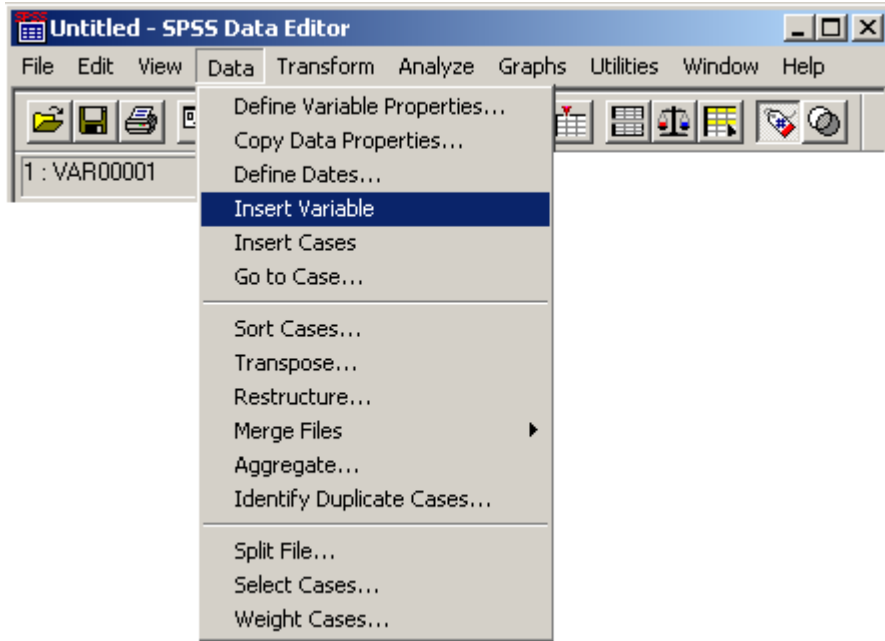 SPSS
Untitled - SPSS Data Editor
File Edit View Data Transform Analyze Graphs Utilities Window Help
1 : VAR00001
Define Variable Properties...
Copy Data Properties...
Define Dates...
Insert Variable
Insert Cases
Go to Case...
Sort Cases...
Transpose...
Restructure...
Merge Files
Aggregate...
Identify Duplicate Cases...
Split File...
Select Cases...
Weight Cases...